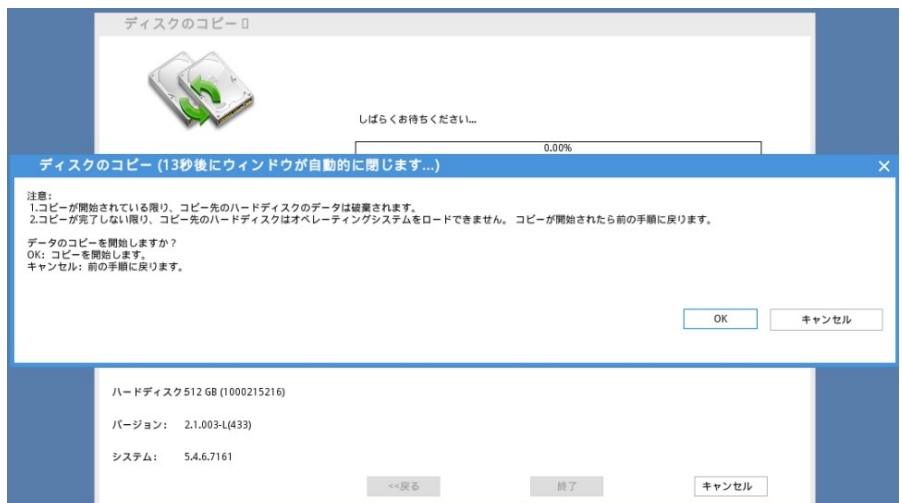 ディスクのコピー
しばらくお待ちください...
0.00%
ディスクのコピー (13秒後にウィンドウが自動的に閉じます...)
注意:
1.コピーが開始されている限り、コピー先のハードディスクのデータは破棄されます。
2.コピーが完了しない限り、コピー先のハードディスクはオペレーティングシステムをロードできません。 コピーが開始されたら前の手順に戻ります。
データのコピーを開始しますか？
OK: コピーを開始します。
キャンセル: 前の手順に戻ります。
OK キャンセル
ハードディスク512 GB (1000215216)
バージョン: 2.1.003-L(433)
システム: 5.4.6.7161
<<戻る 終了 キャンセル